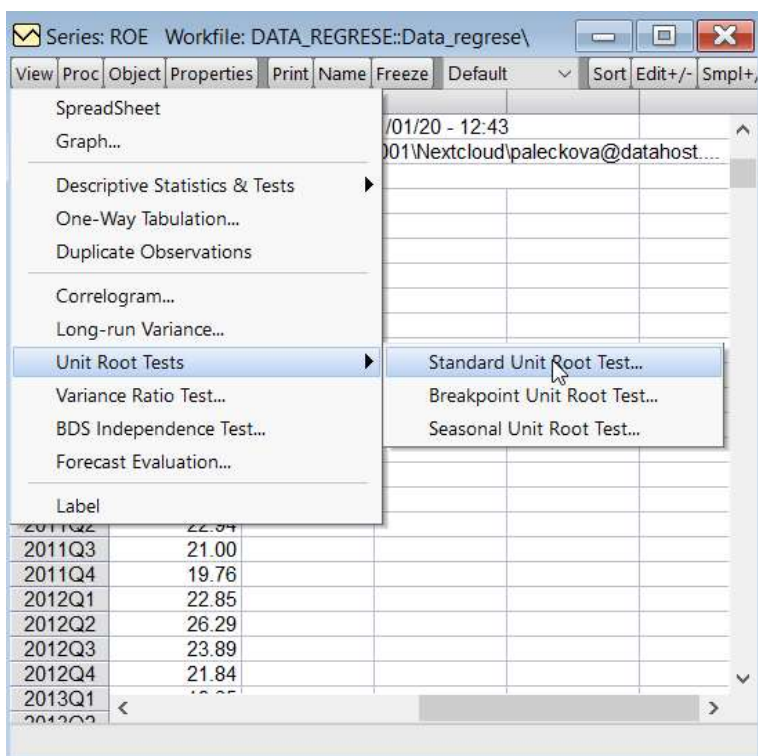 Series: ROE Workfile: DATA_REGRESE::Data_regrese\
View Proc Object Properties Print Name Freeze Default Sort Edit+/- Smpl+/
SpreadSheet
/01/20 - 12:43
Graph...
001\Nextcloud\paleckova@datahost....
Descriptive Statistics & Tests
One-Way Tabulation...
Duplicate Observations
Correlogram...
Long-run Variance...
Unit Root Tests
Standard Unit Root Test...
Variance Ratio Test...
Breakpoint Unit Root Test...
BDS Independence Test...
Seasonal Unit Root Test...
Forecast Evaluation...
Label
2011Q2 22.94
2011Q3 21.00
2011Q4 19.76
2012Q1 22.85
2012Q2 26.29
2012Q3 23.89
2012Q4 21.84
2013Q1